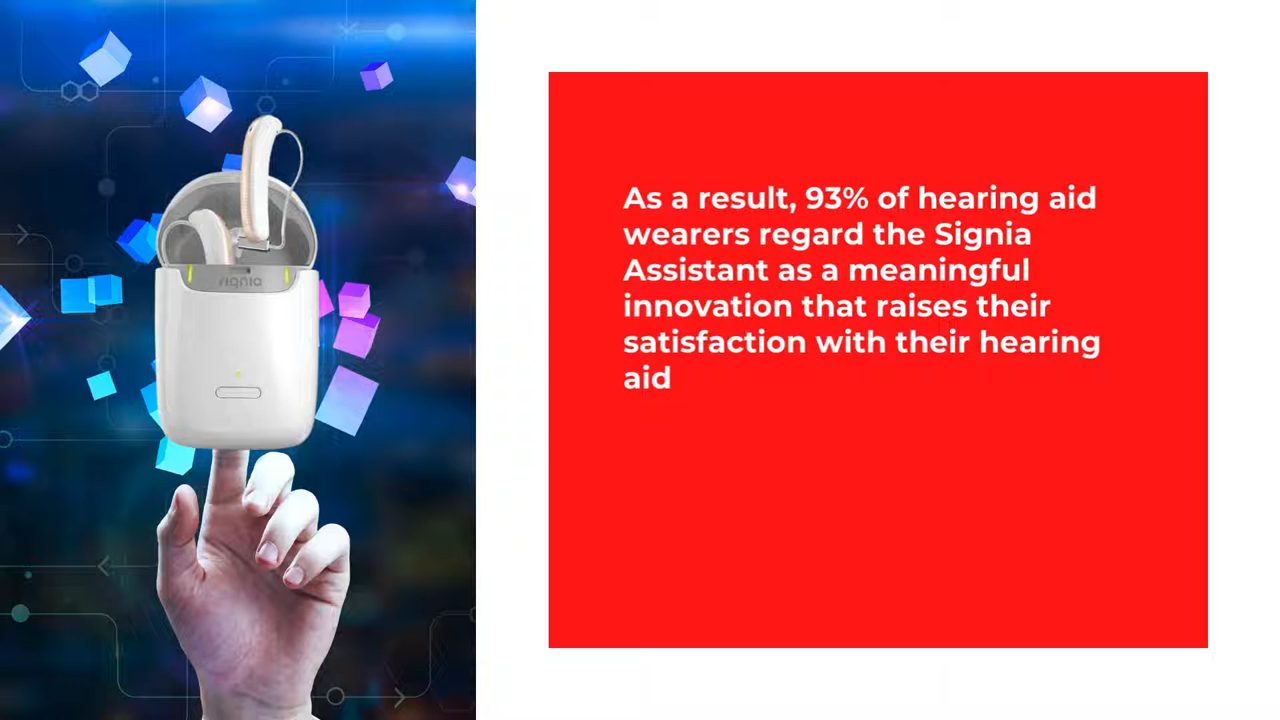 signia
As a result, 93% of hearing aid
wearers regard the Signia
Assistant as a meaningful
innovation that raises their
satisfaction with their hearing
aid